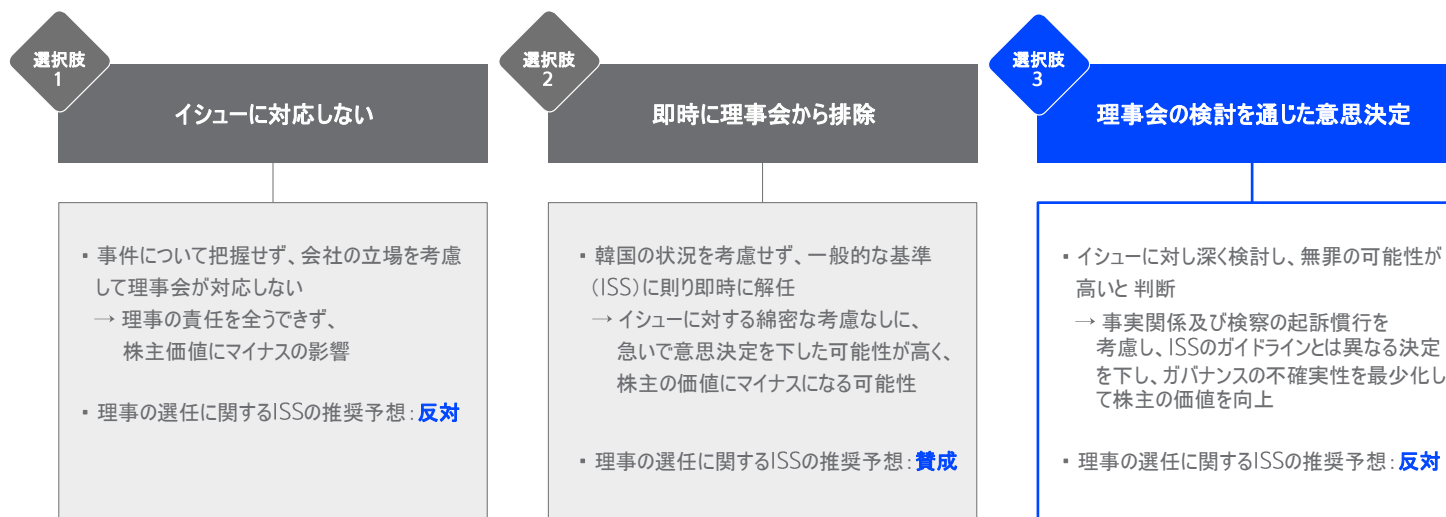 選択肢
1
イシューに対応しない
▪ 事件について把握せず、会社の立場を考慮
して理事会が対応しない
→ 理事の責任を全うできず、
株主価値にマイナスの影響
▪ 理事の選任に関するISSの推奨予想：反対
選択肢
2
即時に理事会から排除
▪ 韓国の状況を考慮せず、一般的な基準
（ISS）に則り即時に解任
→ イシューに対する綿密な考慮なしに、
急いで意思決定を下した可能性が高く、
株主の価値にマイナスになる可能性
▪ 理事の選任に関するISSの推奨予想：賛成
選択肢
3
理事会の検討を通じた意思決定
▪ イシューに対し深く検討し、無罪の可能性が
高いと 判断
→ 事実関係及び検察の起訴慣行を
考慮し、ISSのガイドラインとは異なる決定
を下し、ガバナンスの不確実性を最少化し
て株主の価値を向上
▪ 理事の選任に関するISSの推奨予想：反対